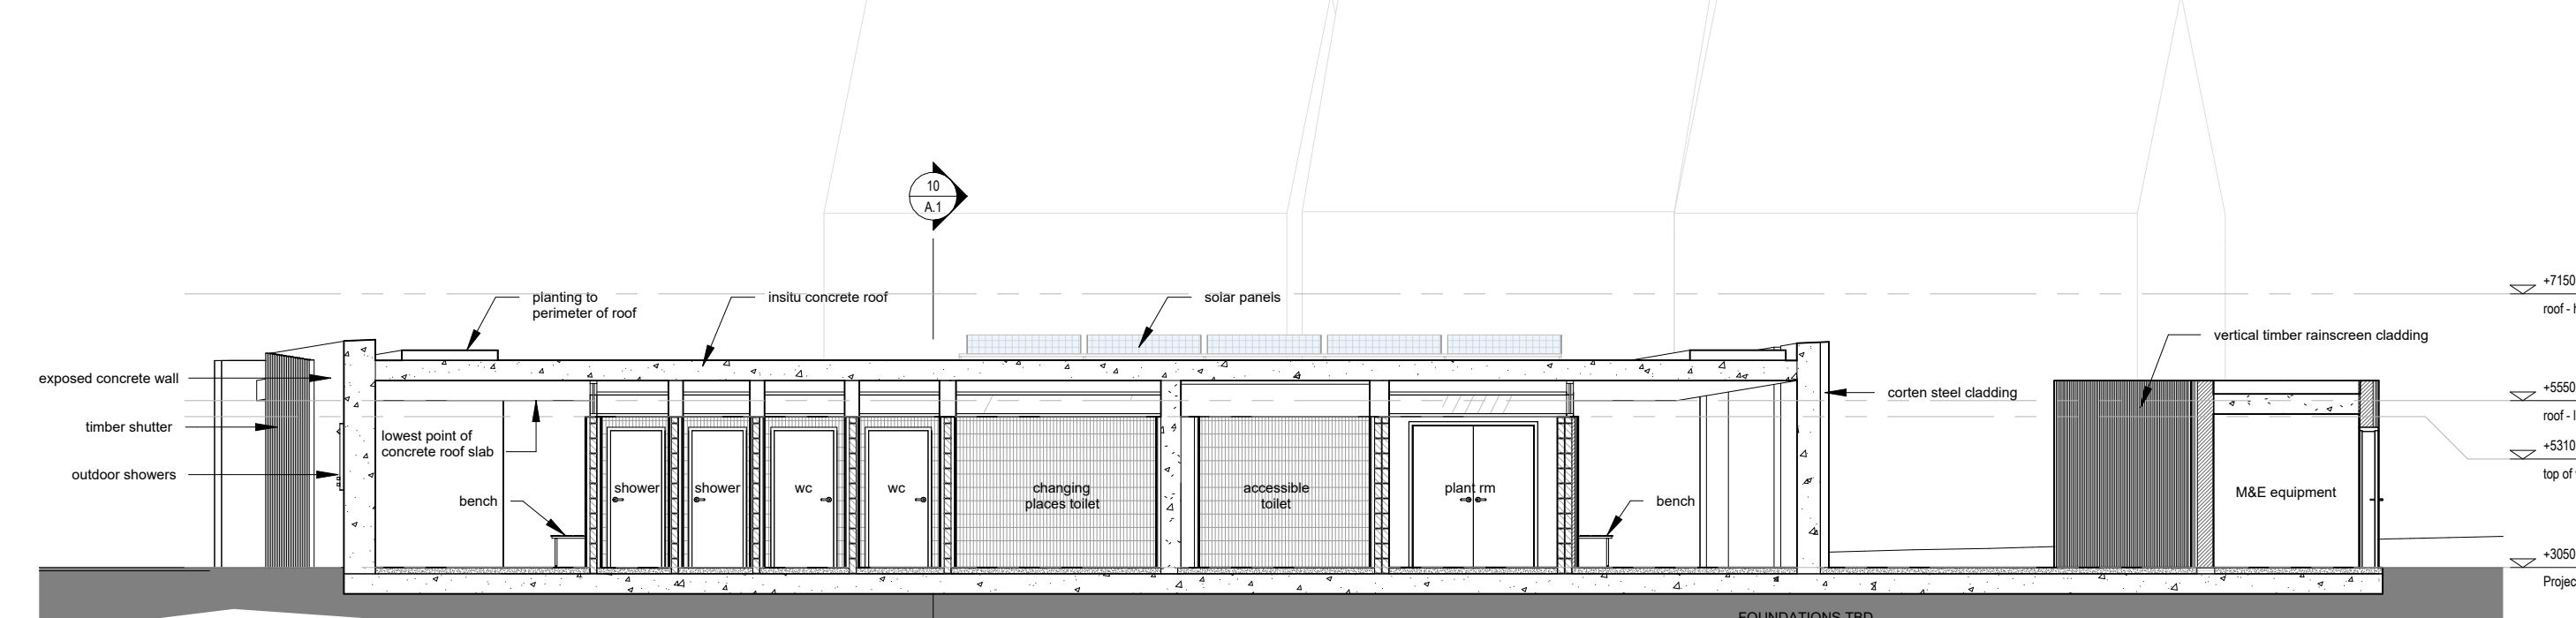 10
A.1
planting to
perimeter of roof
insitu concrete roof
solar panels
+7150
roof - h
vertical timber rainscreen cladding
exposed concrete wall
corten steel cladding
+5550
roof - l
timber shutter
lowest point of
concrete roof slab
+5310
top of
outdoor showers
bench
shower
shower
wc
wc
changing
places toilet
accessible
toilet
plant rm
bench
M&E equipment
+3050
Projec
FOUNDATIONS TBD